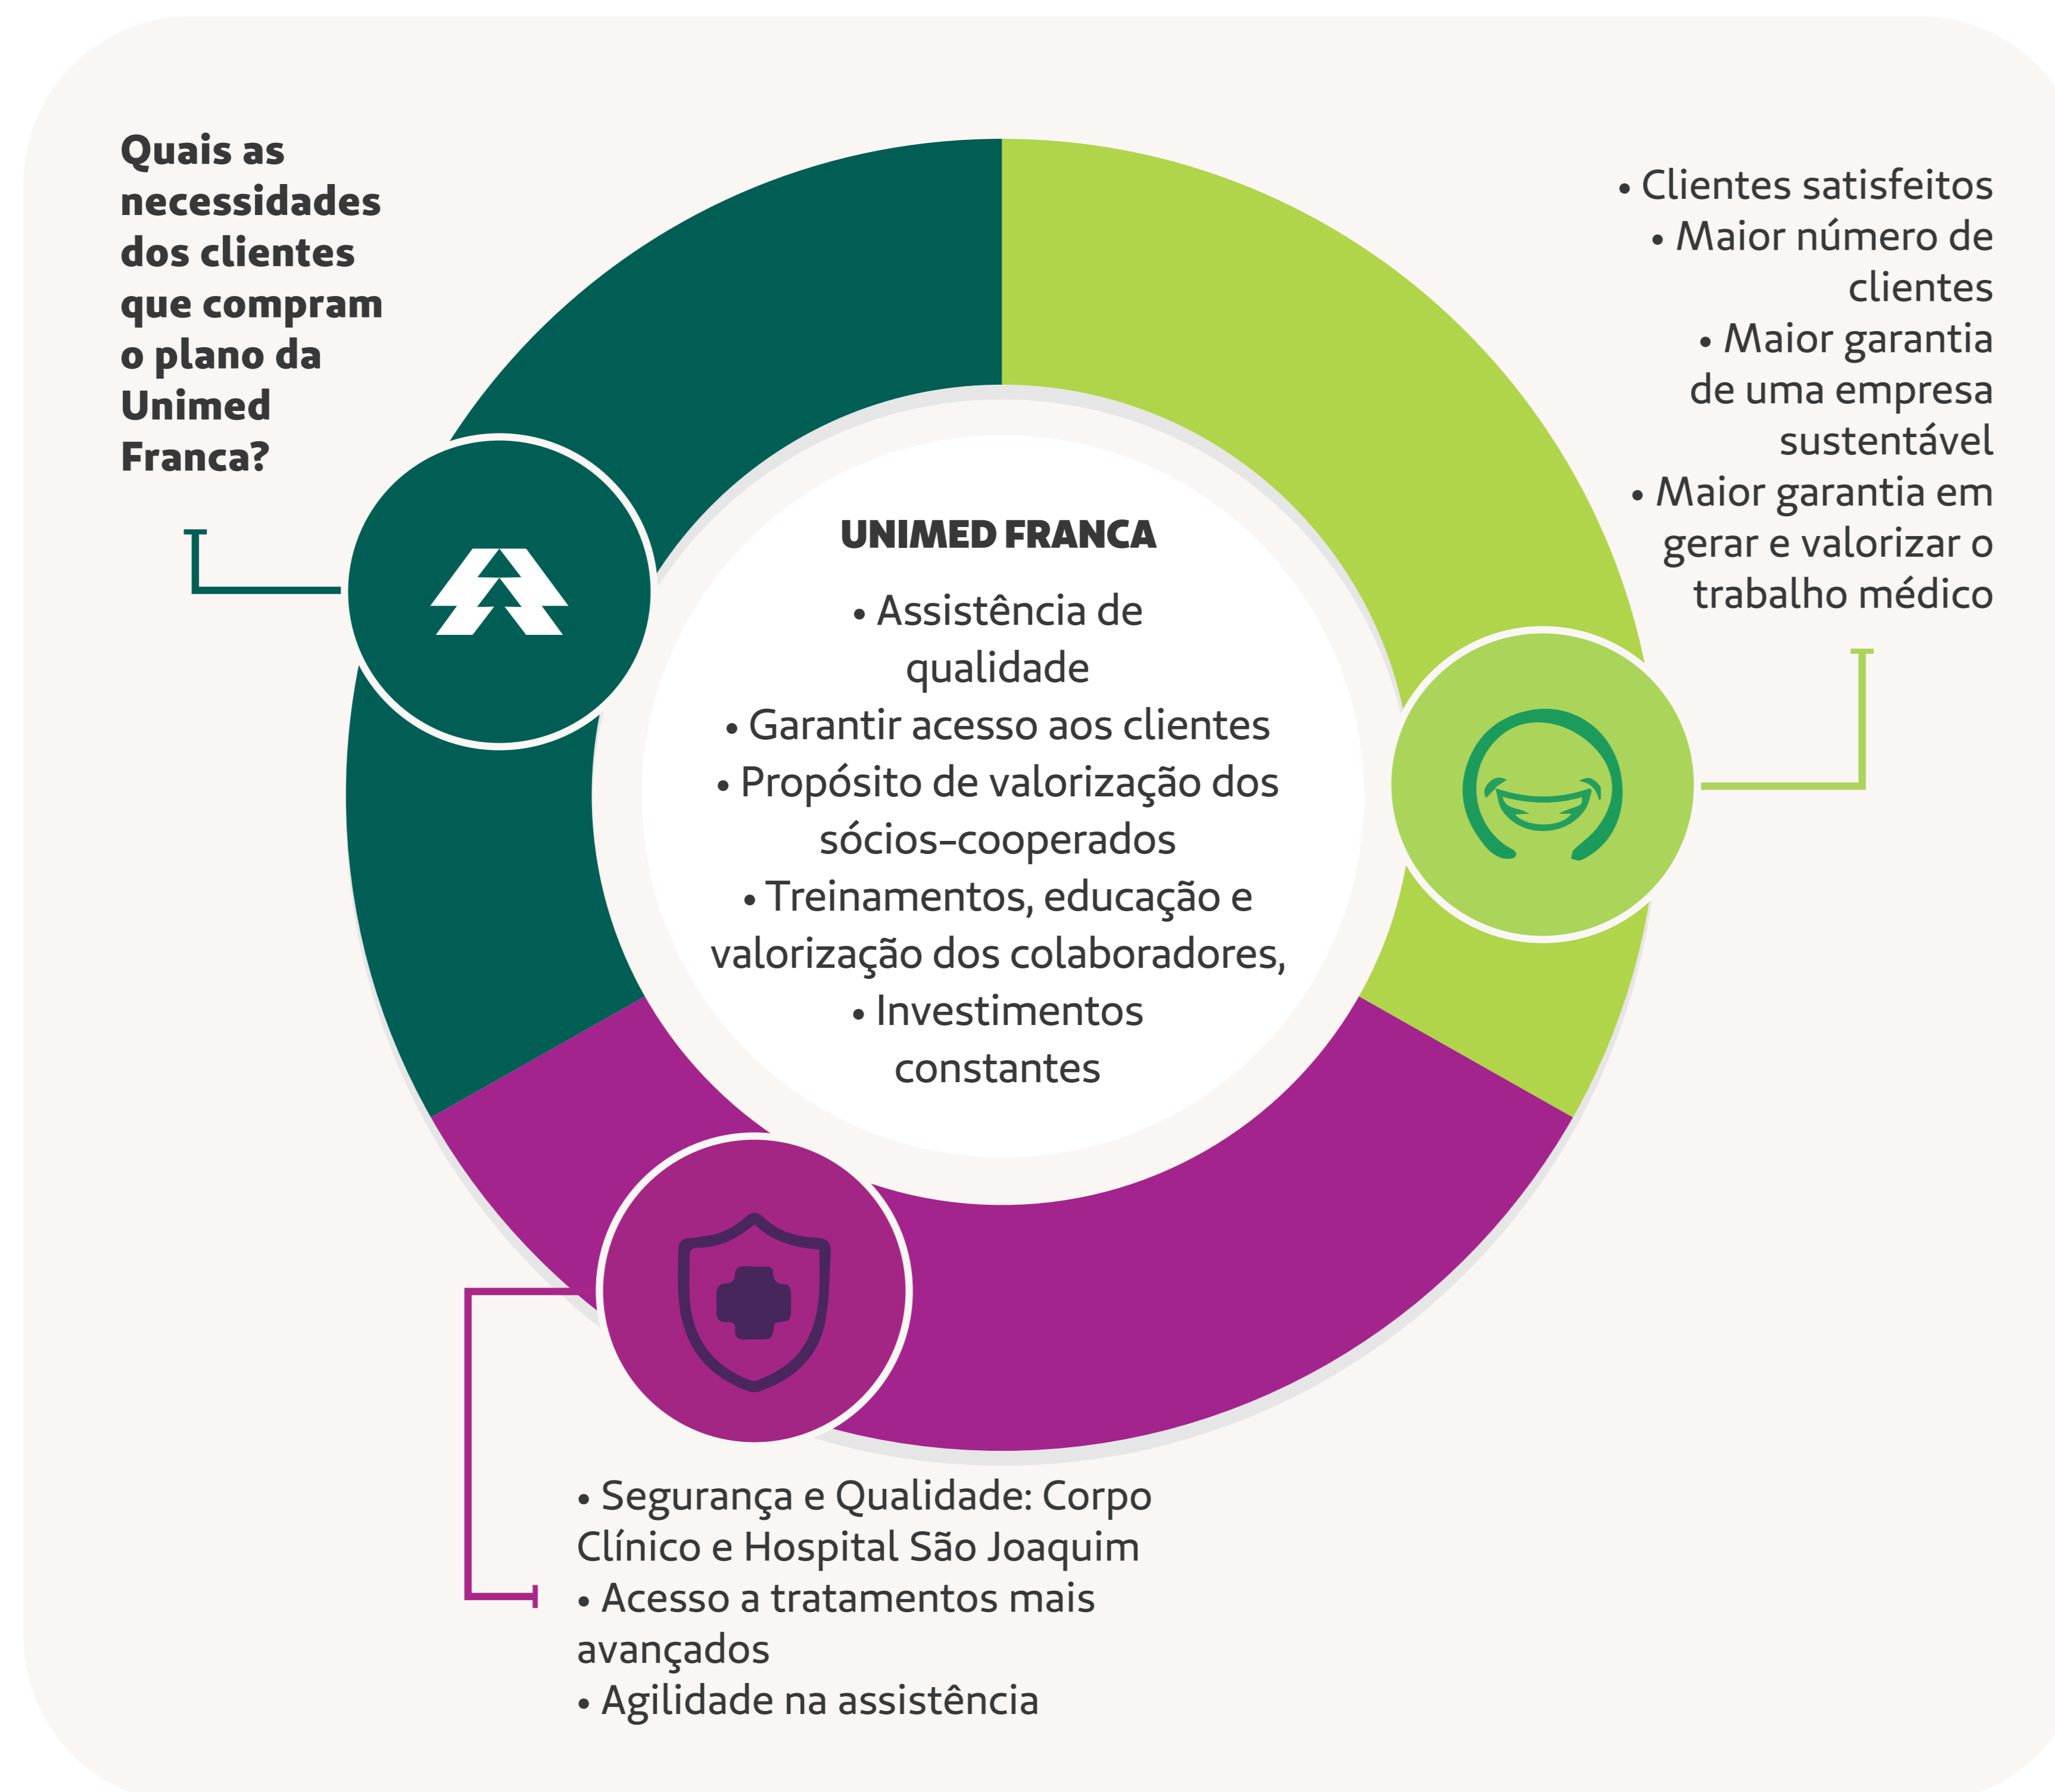 Quais as
necessidades
dos clientes
que compram
o plano da
Unimed
Franca?
• Clientes satisfeitos
• Maior número de
clientes
• Maior garantia
de uma empresa
sustentável
• Maior garantia em
gerar e valorizar o
trabalho médico
UNIMED FRANCA
• Assistência de
qualidade
• Garantir acesso aos clientes
• Propósito de valorização dos
sócios-cooperados
• Treinamentos, educação e
valorização dos colaboradores,
• Investimentos
constantes
• Segurança e Qualidade: Corpo
Clínico e Hospital São Joaquim
• Acesso a tratamentos mais
avançados
• Agilidade na assistência